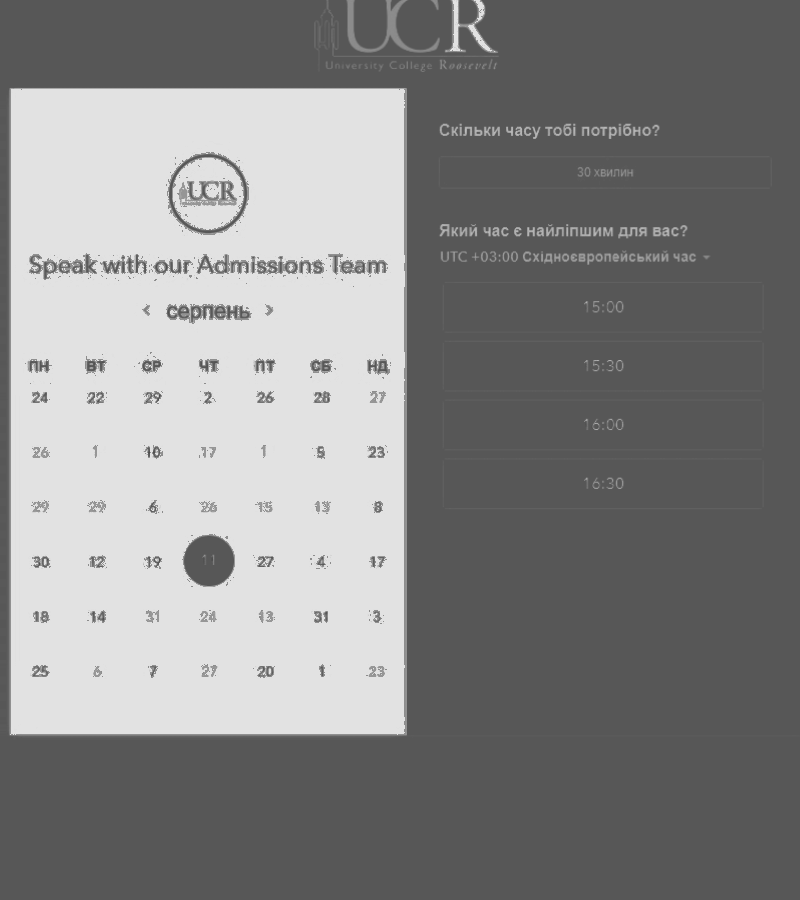 UCR
University College Roosevelt
UCR
Speak with our Admissions Team
серпень
ПН ВТ СР ЧТ ПТ СБ НД
24 22 29 2 26 28 27
26 1 10 17 1 5 23
29 29 6 26 15 13 8
30 12 19 11 27 4 17
18 14 31 24 13 31 3
25 6 7 27 20 1 23
Скільки часу тобі потрібно?
30 хвилин
Який час є найліпшим для вас?
UTC +03:00 Східноєвропейський час
15:00
15:30
16:00
16:30